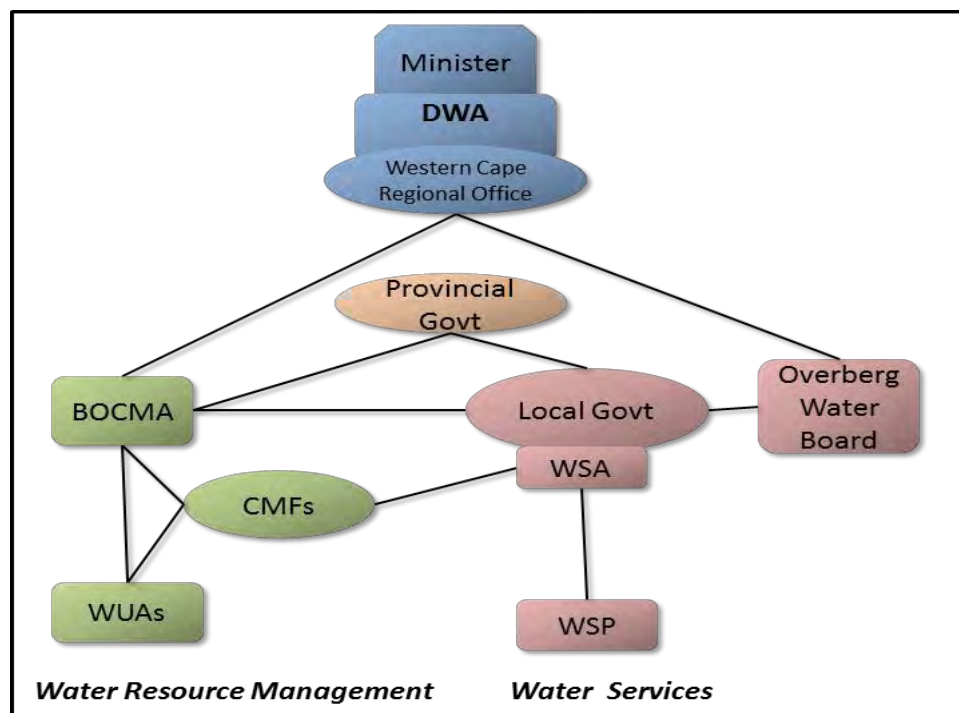 Minister
DWA
Western Cape
Regional Office
Provincial
Govt
BOCMA
Local Govt
Overberg
Water
Board
WSA
CMFs
WUAs
WSP
Water Resource Management
Water Services